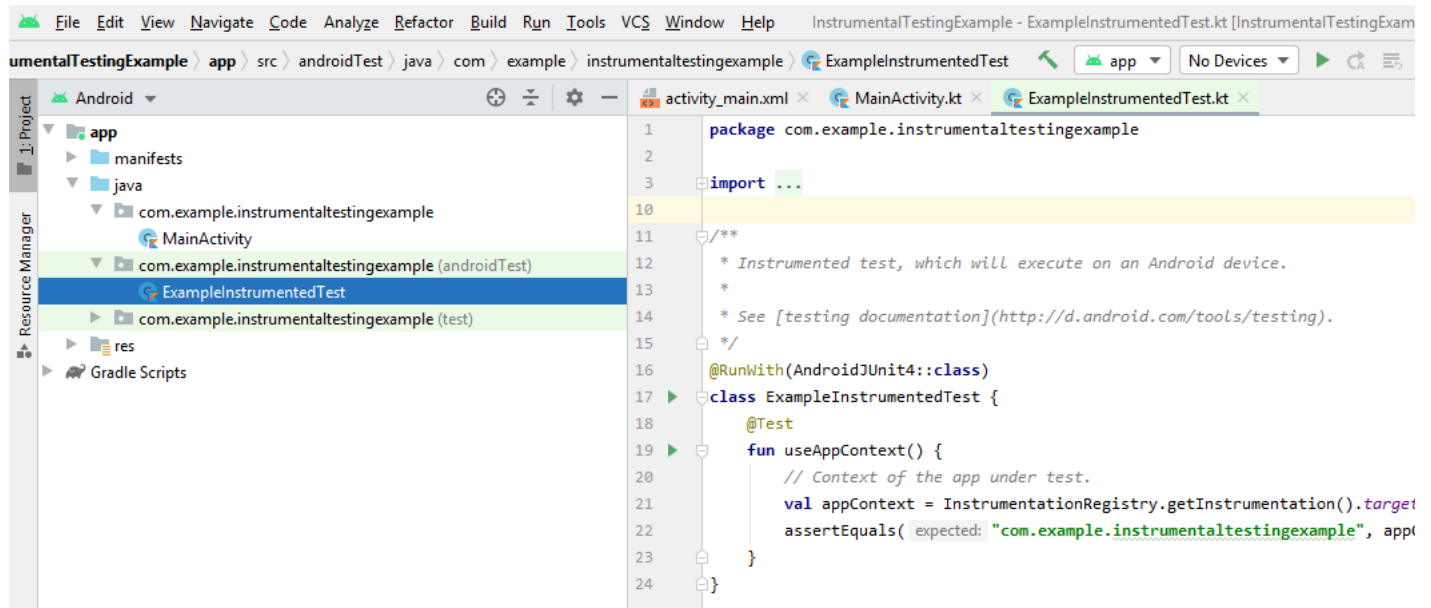 File Edit View Navigate Code Analyze Refactor Build Run Tools VCS Window Help InstrumentalTestingExample - ExampleInstrumentedTest.kt [InstrumentalTestingExam
umentalTestingExample app src androidTest java com example instrumentaltestingexample ExampleInstrumentedTest app No Devices
1: Project
Resource Manager
Android
app
manifests
java
com.example.instrumentaltestingexample
MainActivity
com.example.instrumentaltestingexample (androidTest)
ExampleInstrumentedTest
com.example.instrumentaltestingexample (test)
res
Gradle Scripts
activity_main.xml MainActivity.kt ExampleInstrumentedTest.kt
1 package com.example.instrumentaltestingexample
2
3 import ...
10
11 /**
12 * Instrumented test, which will execute on an Android device.
13 *
14 * See [testing documentation](http://d.android.com/tools/testing).
15 */
16 @RunWith(AndroidJUnit4::class)
17 class ExampleInstrumentedTest {
18 @Test
19 fun useAppContext() {
20 // Context of the app under test.
21 val appContext = InstrumentationRegistry.getInstrumentation().target
22 assertEquals( expected: "com.example.instrumentaltestingexample", app
23 }
24 }